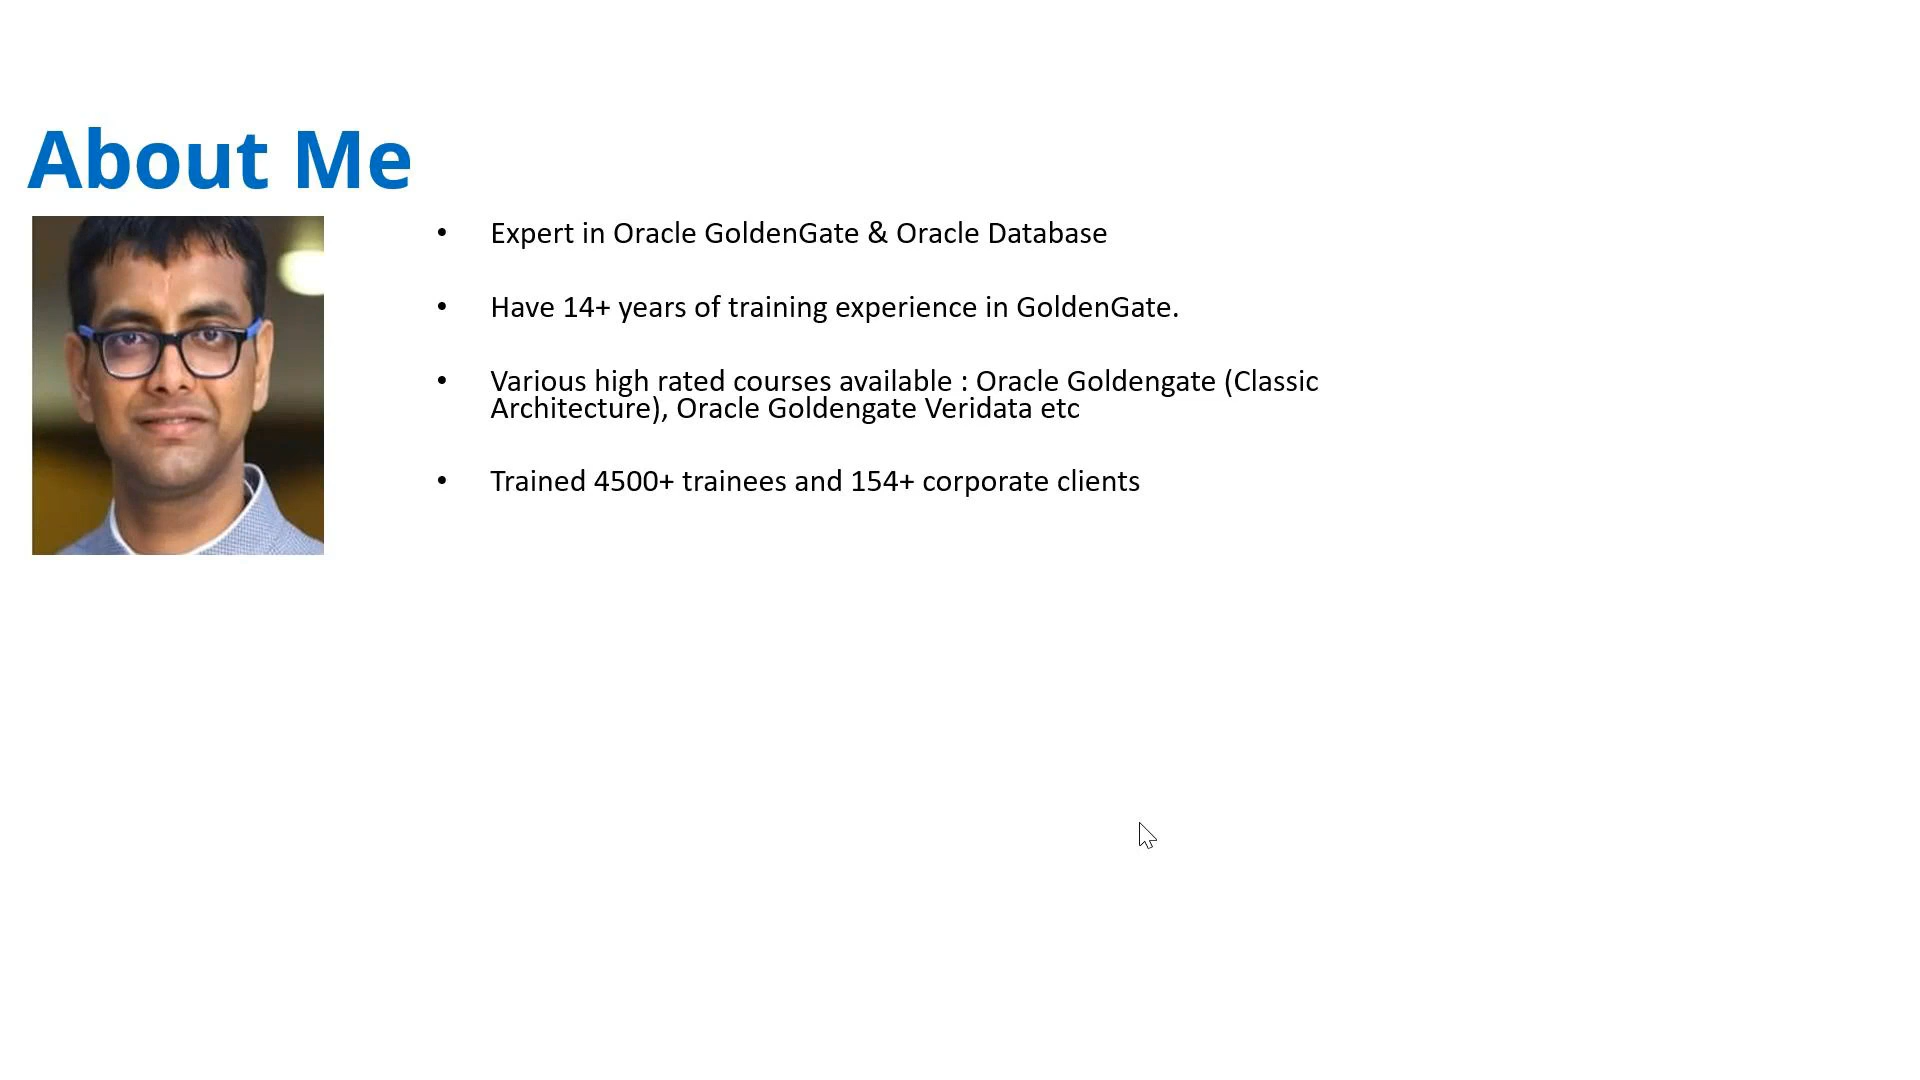 About Me
• Expert in Oracle GoldenGate & Oracle Database
• Have 14+ years of training experience in GoldenGate.
• Various high rated courses available : Oracle Goldengate (Classic
Architecture), Oracle Goldengate Veridata etc
• Trained 4500+ trainees and 154+ corporate clients